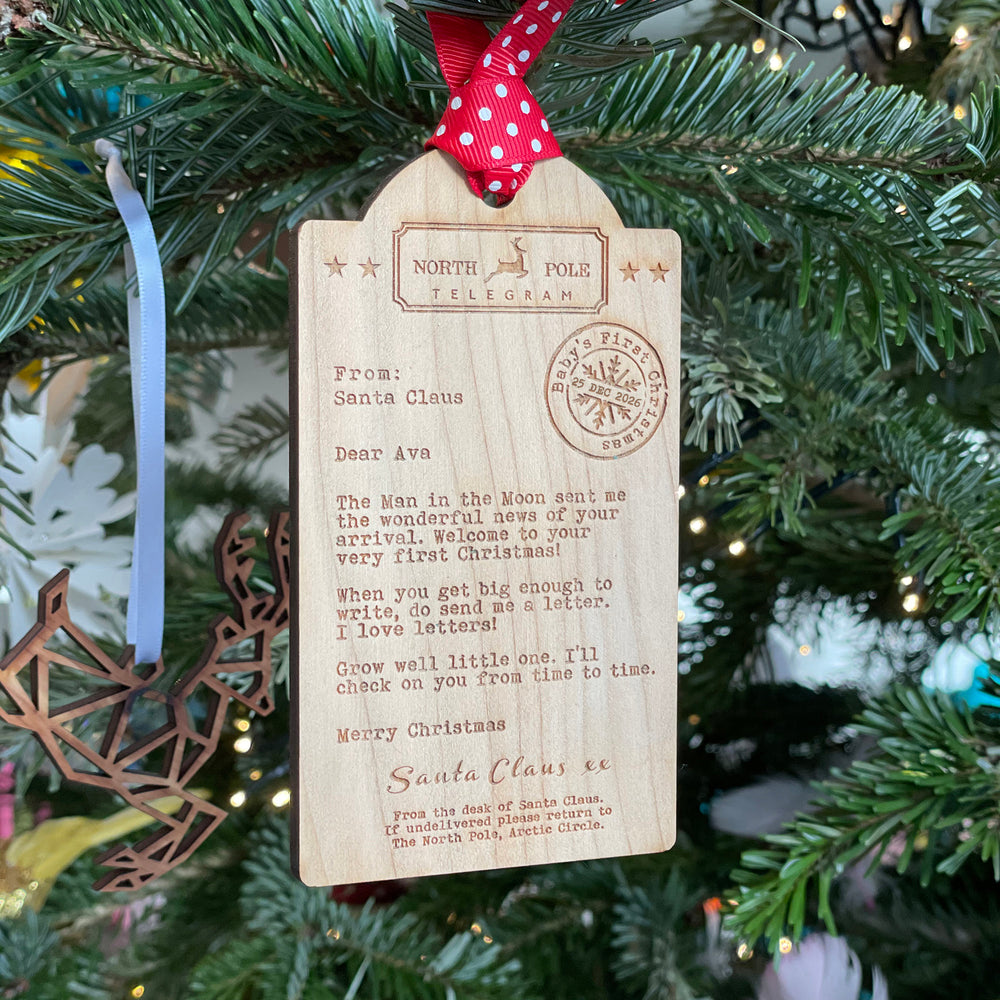 NORTH POLE
TELEGRAM
Baby's First Christmas
25 DEC 2026
From:
Santa Claus
Dear Ava
The Man in the Moon sent me
the wonderful news of your
arrival. Welcome to your
very first Christmas!
When you get big enough to
write, do send me a letter.
I love letters!
Grow well little one. I'll
check on you from time to time.
Merry Christmas
Santa Claus xx
From the desk of Santa Claus.
If undelivered please return to
The North Pole, Arctic Circle.